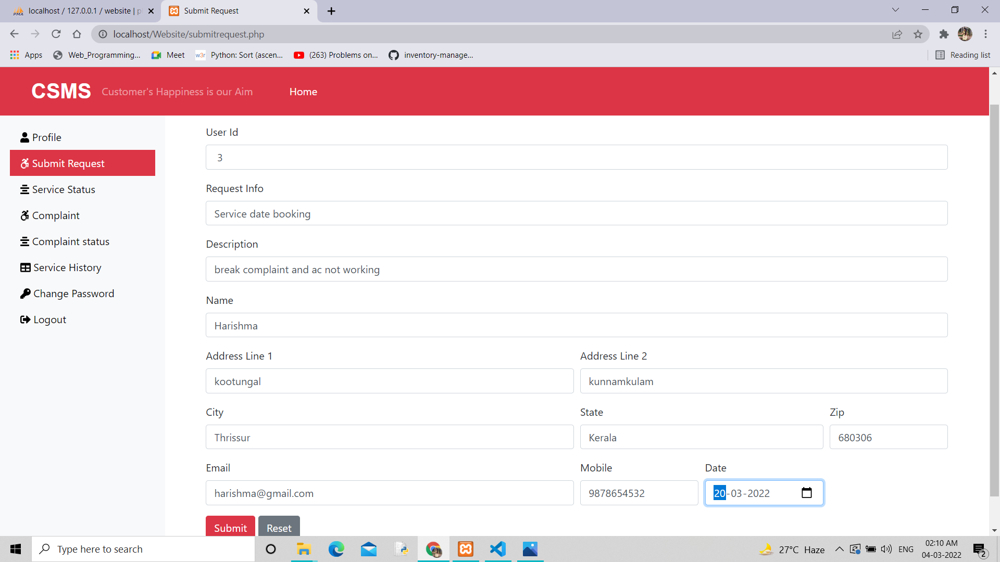 localhost / 127.0.0.1 / website | p
Submit Request
localhost/Website/submitrequest.php
Apps
Web_Programming...
Meet
Python: Sort (ascen...
(263) Problems on...
inventory-manage...
Reading list
CSMS
Customer's Happiness is our Aim
Home
Profile
Submit Request
Service Status
Complaint
Complaint status
Service History
Change Password
Logout
User Id
3
Request Info
Service date booking
Description
break complaint and ac not working
Name
Harishma
Address Line 1
Address Line 2
kootungal
kunnamkulam
City
State
Zip
Thrissur
Kerala
680306
Email
Mobile
Date
harishma@gmail.com
9878654532
20-03-2022
Submit
Reset
Type here to search
27°C Haze
ENG
02:10 AM
04-03-2022
2
PMA
w3r